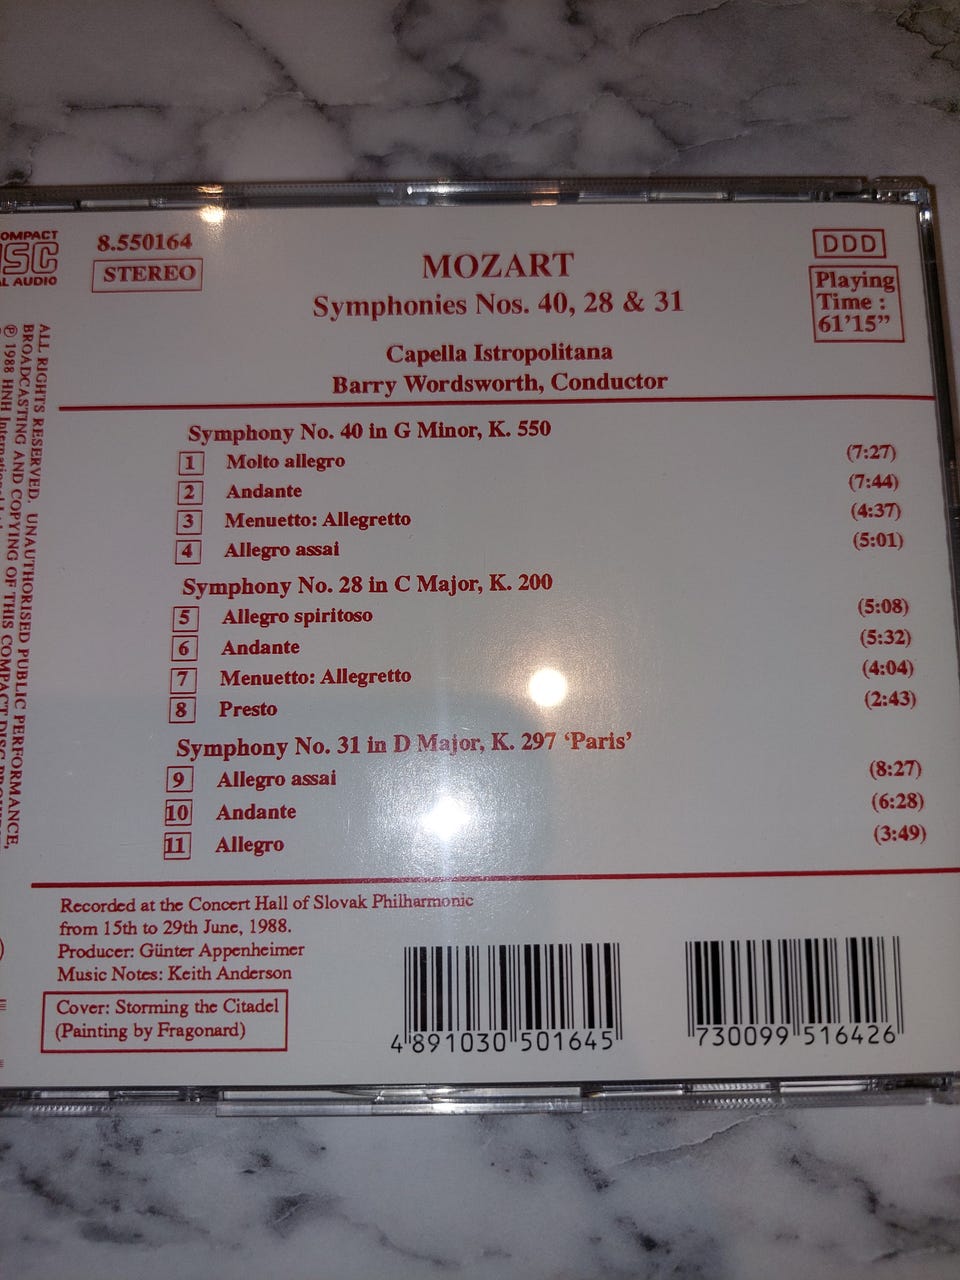 OMPACT
ISC
L AUDIO
8.550164
STEREO
MOZART
Symphonies Nos. 40, 28 & 31
Capella Istropolitana
Barry Wordsworth, Conductor
DDD
Playing
Time :
61'15”
Symphony No. 40 in G Minor, K. 550
1 Molto allegro (7:27)
2 Andante (7:44)
3 Menuetto: Allegretto (4:37)
4 Allegro assai (5:01)
Symphony No. 28 in C Major, K. 200
5 Allegro spiritoso (5:08)
6 Andante (5:32)
7 Menuetto: Allegretto (4:04)
8 Presto (2:43)
Symphony No. 31 in D Major, K. 297 ‘Paris’
9 Allegro assai (8:27)
10 Andante (6:28)
11 Allegro (3:49)
Recorded at the Concert Hall of Slovak Philharmonic
from 15th to 29th June, 1988.
Producer: Günter Appenheimer
Music Notes: Keith Anderson
Cover: Storming the Citadel
(Painting by Fragonard)
4 891030 501645
730099 516426
ALL RIGHTS RESERVED. UNAUTHORISED PUBLIC PERFORMANCE,
BROADCASTING AND COPYING OF THIS COMPACT DISC PROHIBITED
℗ 1988 HNH International